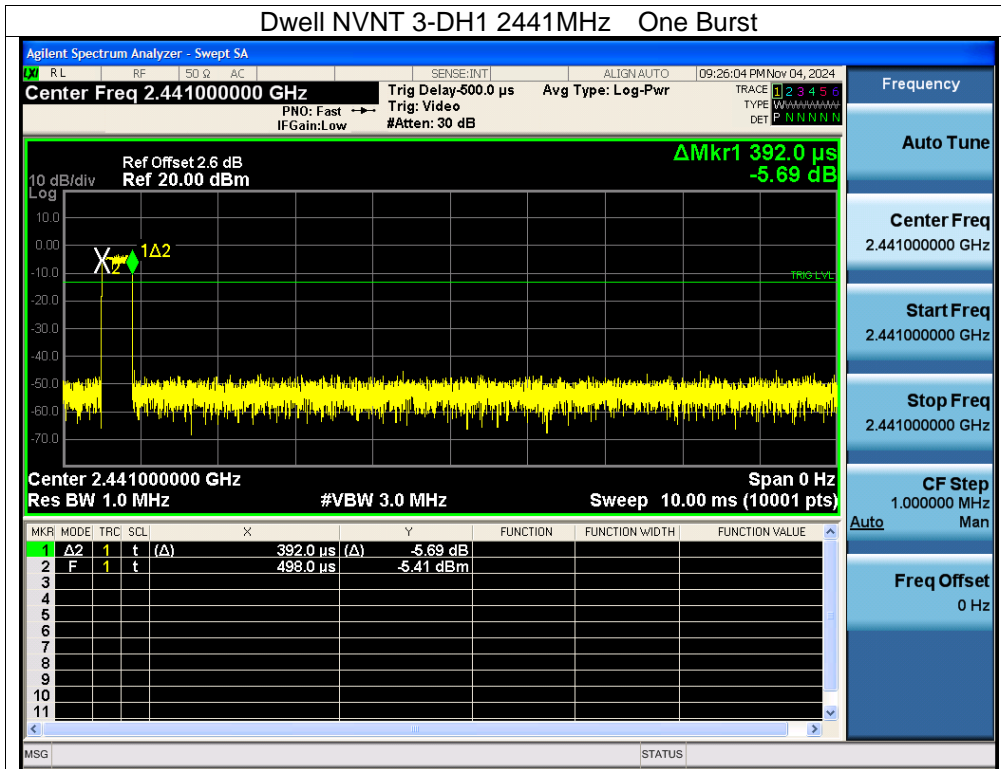 Dwell NVNT 3-DH1 2441MHz One Burst
Agilent Spectrum Analyzer - Swept SA
LXI RL RF 50 Ω AC SENSE:INT ALIGN AUTO 09:26:04 PM Nov 04, 2024
Center Freq 2.441000000 GHz Trig Delay-500.0 µs Avg Type: Log-Pwr TRACE 1 2 3 4 5 6
PNO: Fast Trig: Video TYPE WWWWWW
IFGain:Low #Atten: 30 dB DET P N N N N N
ΔMkr1 392.0 µs
-5.69 dB
Ref Offset 2.6 dB
10 dB/div Ref 20.00 dBm
Log
10.0
0.00
-10.0
-20.0
-30.0
-40.0
-50.0
-60.0
-70.0
1Δ2
2
TRIG LVL
Center 2.441000000 GHz Span 0 Hz
Res BW 1.0 MHz #VBW 3.0 MHz Sweep 10.00 ms (10001 pts)
MKR MODE TRC SCL X Y FUNCTION FUNCTION WIDTH FUNCTION VALUE
1 Δ2 1 t (Δ) 392.0 µs (Δ) -5.69 dB
2 F 1 t 498.0 µs -5.41 dBm
3
4
5
6
7
8
9
10
11
MSG STATUS
Frequency
Auto Tune
Center Freq
2.441000000 GHz
Start Freq
2.441000000 GHz
Stop Freq
2.441000000 GHz
CF Step
1.000000 MHz
Auto Man
Freq Offset
0 Hz